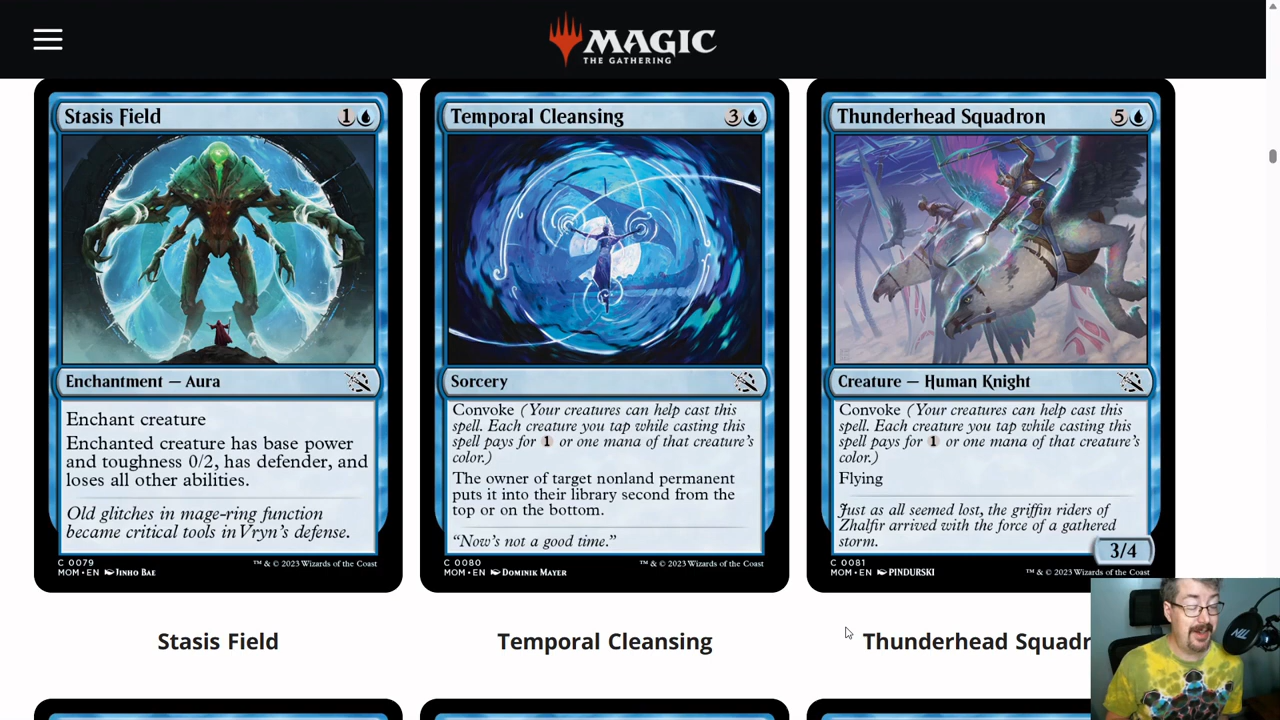 MAGIC
THE GATHERING
Stasis Field
1
Enchantment — Aura
Enchant creature
Enchanted creature has base power
and toughness 0/2, has defender, and
loses all other abilities.
Old glitches in mage-ring function
became critical tools in Vryn's defense.
C 0079
MOM • EN Jinho Bae
™ & © 2023 Wizards of the Coast
Temporal Cleansing
3
Sorcery
Convoke (Your creatures can help cast this
spell. Each creature you tap while casting this
spell pays for 1 or one mana of that creature's
color.)
The owner of target nonland permanent
puts it into their library second from the
top or on the bottom.
“Now's not a good time.”
C 0080
MOM • EN Dominik Mayer
™ & © 2023 Wizards of the Coast
Thunderhead Squadron
5
Creature — Human Knight
Convoke (Your creatures can help cast this
spell. Each creature you tap while casting this
spell pays for 1 or one mana of that creature's
color.)
Flying
Just as all seemed lost, the griffin riders of
Zhalfir arrived with the force of a gathered
storm.
3/4
C 0081
MOM • EN PINDURSKI
™ & © 2023 Wizards of the Coast
Stasis Field
Temporal Cleansing
Thunderhead Squadr